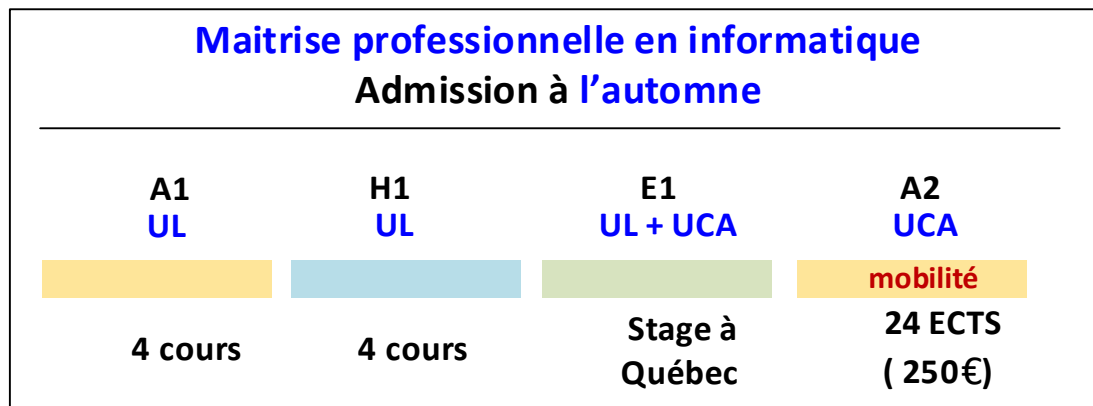 Maitrise professionnelle en informatique
Admission à l’automne
A1 H1 E1 A2
UL UL UL + UCA UCA
mobilité
4 cours 4 cours Stage à Québec 24 ECTS ( 250€)